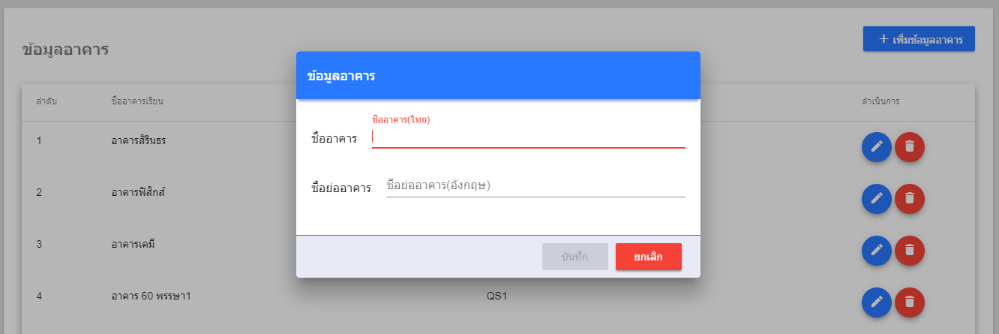 ข้อมูลอาคาร
+ เพิ่มข้อมูลอาคาร
ลำดับ ชื่ออาคารเรียน ดำเนินการ
1 อาคารสิรินธร
2 อาคารฟิสิกส์
3 อาคารเคมี
4 อาคาร 60 พรรษา1 QS1
ข้อมูลอาคาร
ชื่ออาคาร(ไทย)
ชื่ออาคาร
ชื่อย่ออาคาร ชื่อย่ออาคาร(อังกฤษ)
บันทึก ยกเลิก